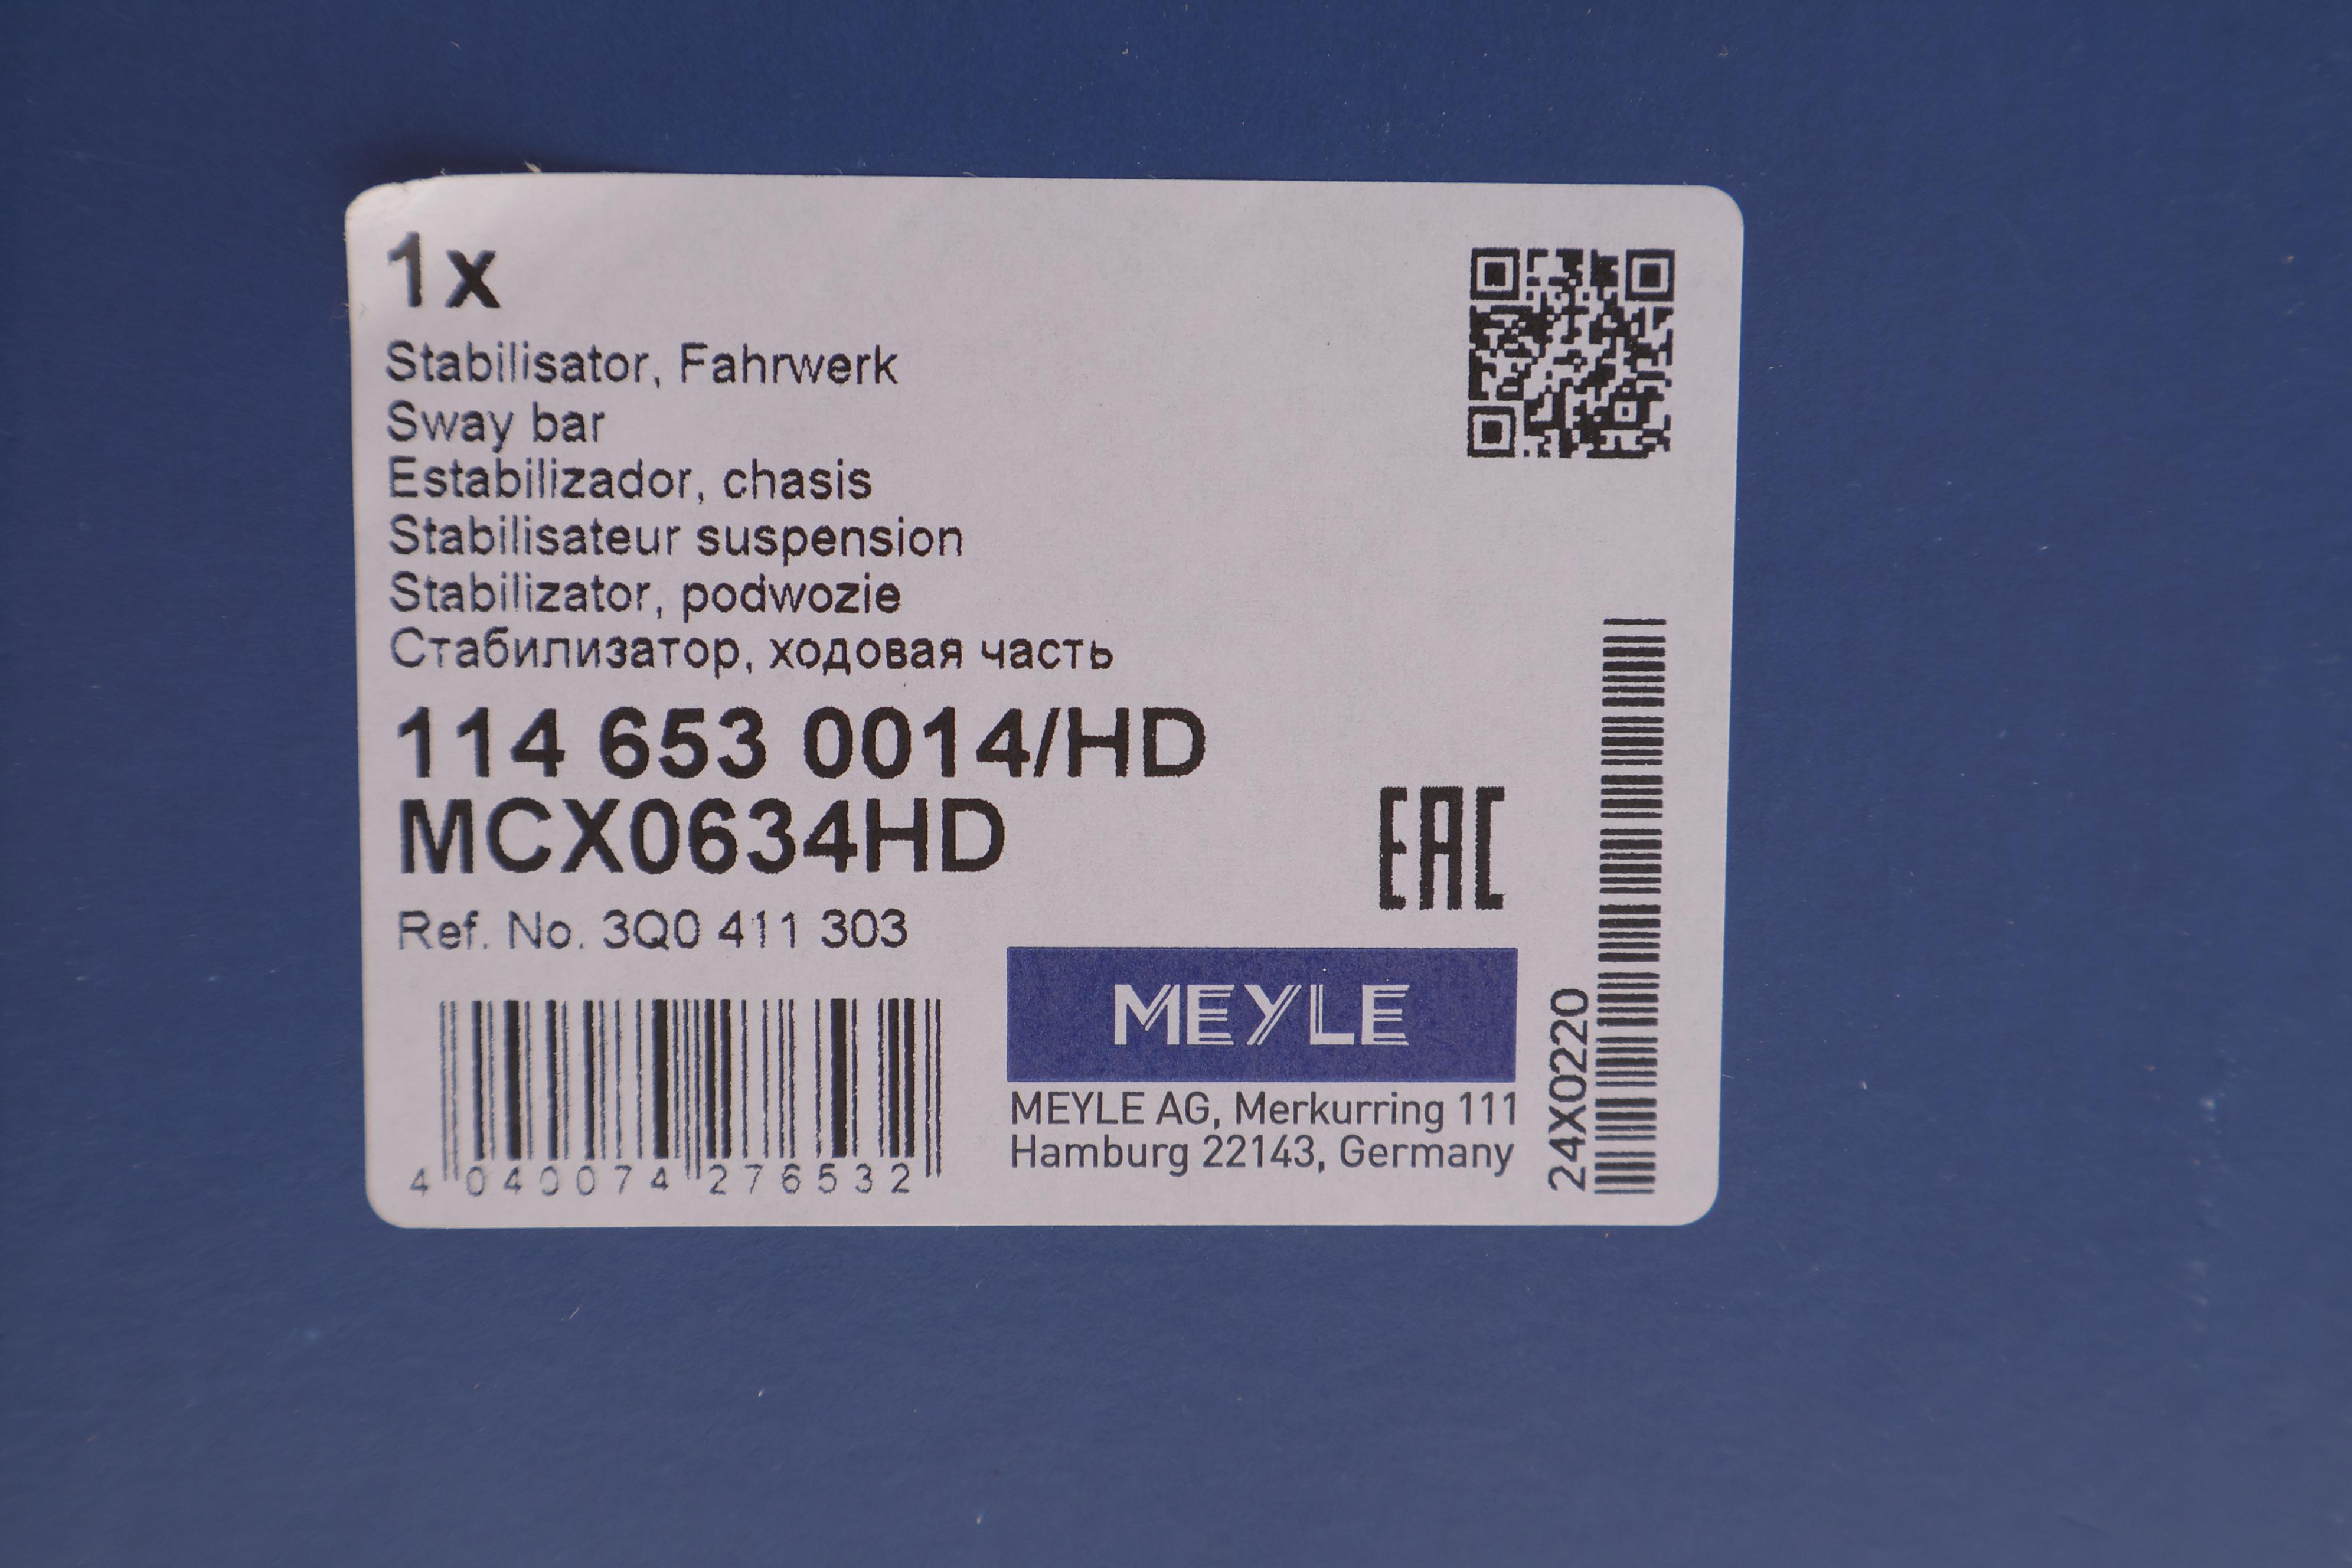 1x
Stabilisator, Fahrwerk
Sway bar
Estabilizador, chasis
Stabilisateur suspension
Stabilizator, podwozie
Стабилизатор, ходовая часть
114 653 0014/HD
MCX0634HD
Ref. No. 3Q0 411 303
EAC
MEYLE
MEYLE AG, Merkurring 111
Hamburg 22143, Germany
4 040074 276532
24X0220